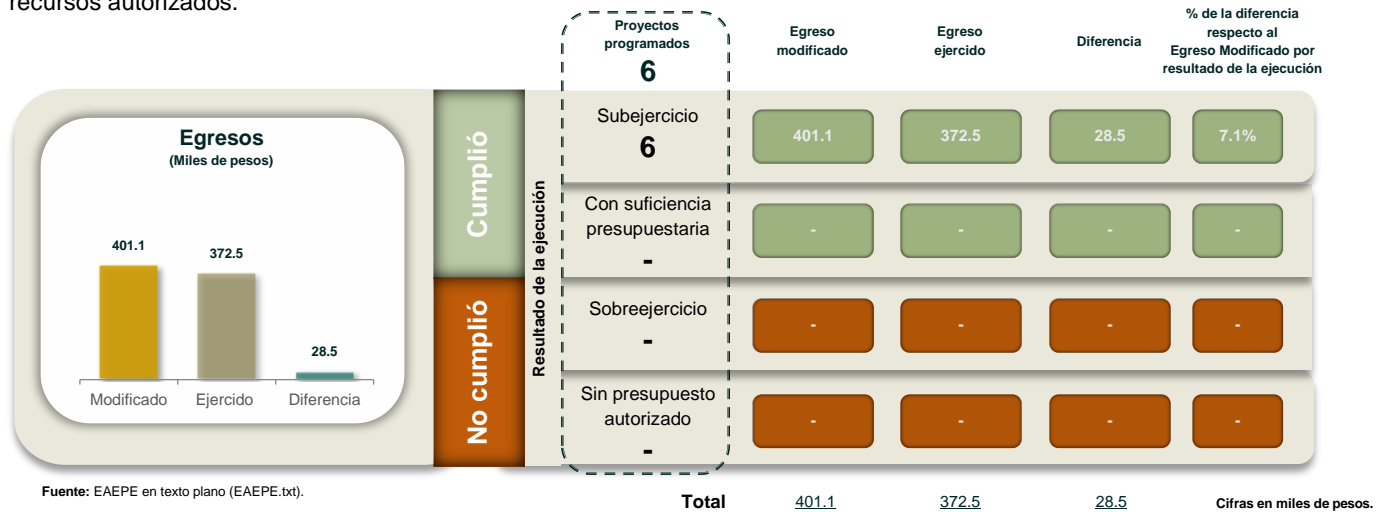 recursos autorizados.
Proyectos
programados
6
Egreso
modificado
Egreso
ejercido
Diferencia
% de la diferencia
respecto al
Egreso Modificado por
resultado de la ejecución
Egresos
(Miles de pesos)
401.1
372.5
28.5
Modificado
Ejercido
Diferencia
Cumplió
No cumplió
Resultado de la ejecución
Subejercicio
6
401.1
372.5
28.5
7.1%
Con suficiencia
presupuestaria
-
-
-
-
-
Sobreejercicio
-
-
-
-
-
Sin presupuesto
autorizado
-
-
-
-
-
Fuente: EAEPE en texto plano (EAEPE.txt).
Total 401.1 372.5 28.5 Cifras en miles de pesos.